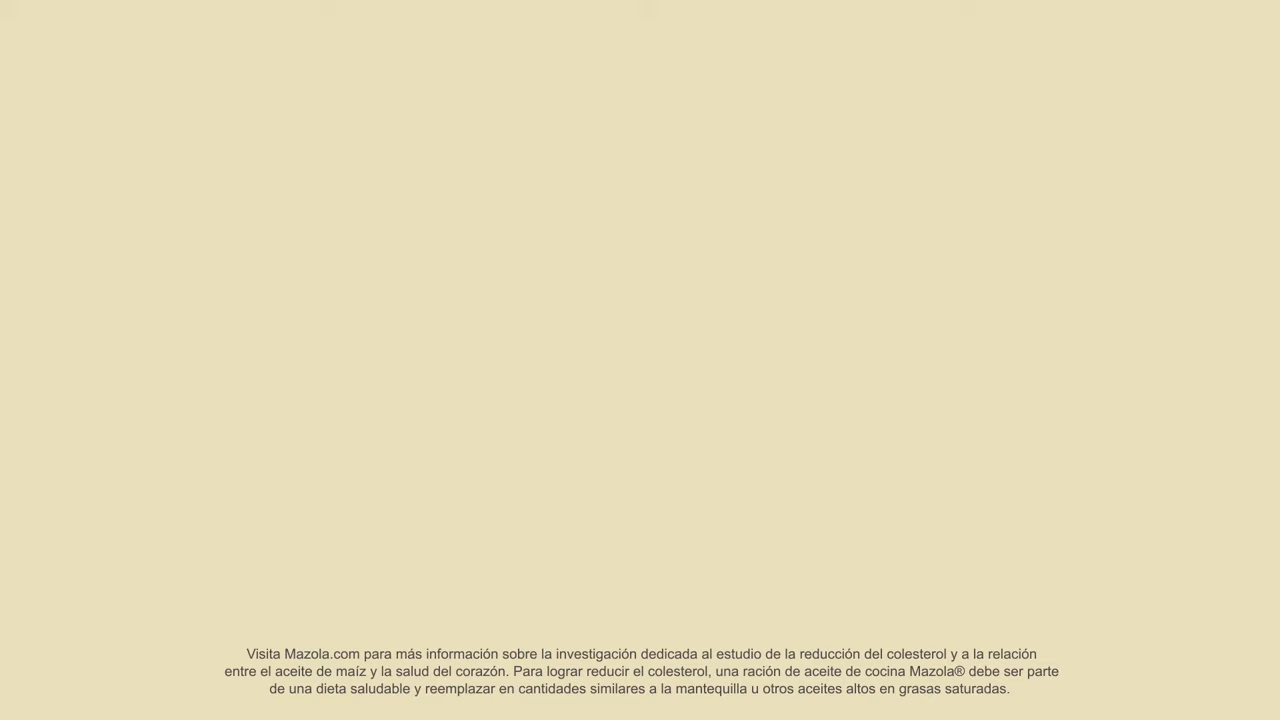 Visita Mazola.com para más información sobre la investigación dedicada al estudio de la reducción del colesterol y a la relación
entre el aceite de maíz y la salud del corazón. Para lograr reducir el colesterol, una ración de aceite de cocina Mazola® debe ser parte
de una dieta saludable y reemplazar en cantidades similares a la mantequilla u otros aceites altos en grasas saturadas.